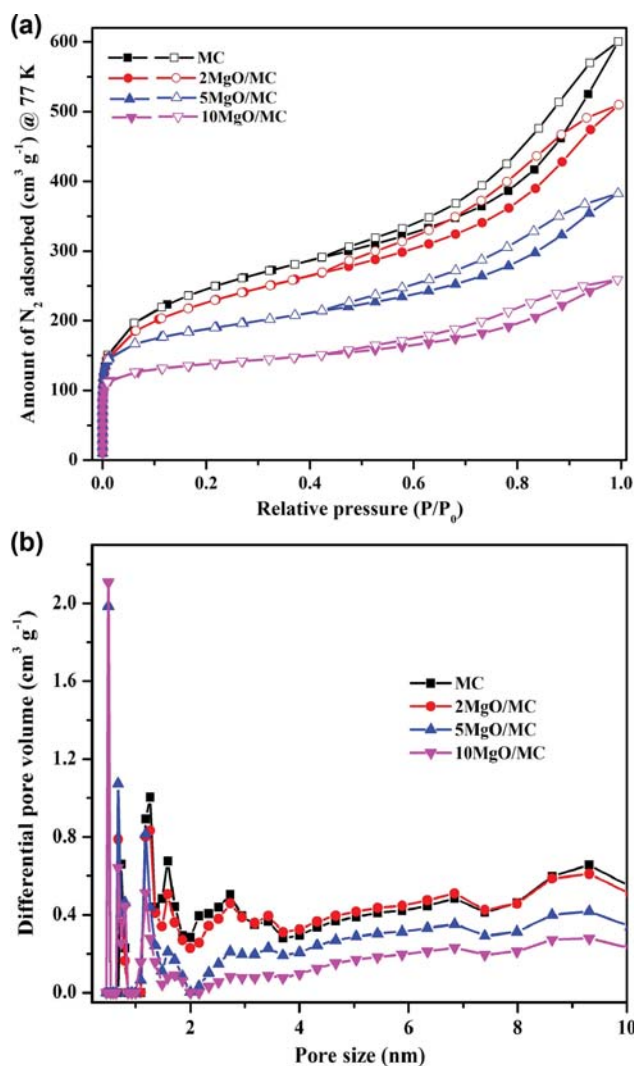 (a)
600
500
400
300
200
100
0
Amount of N₂ adsorbed (cm³ g⁻¹) @ 77 K
MC
2MgO/MC
5MgO/MC
10MgO/MC
0.0 0.2 0.4 0.6 0.8 1.0
Relative pressure (P/P₀)
(b)
2.0
1.6
1.2
0.8
0.4
0.0
Differential pore volume (cm³ g⁻¹)
MC
2MgO/MC
5MgO/MC
10MgO/MC
2 4 6 8 10
Pore size (nm)